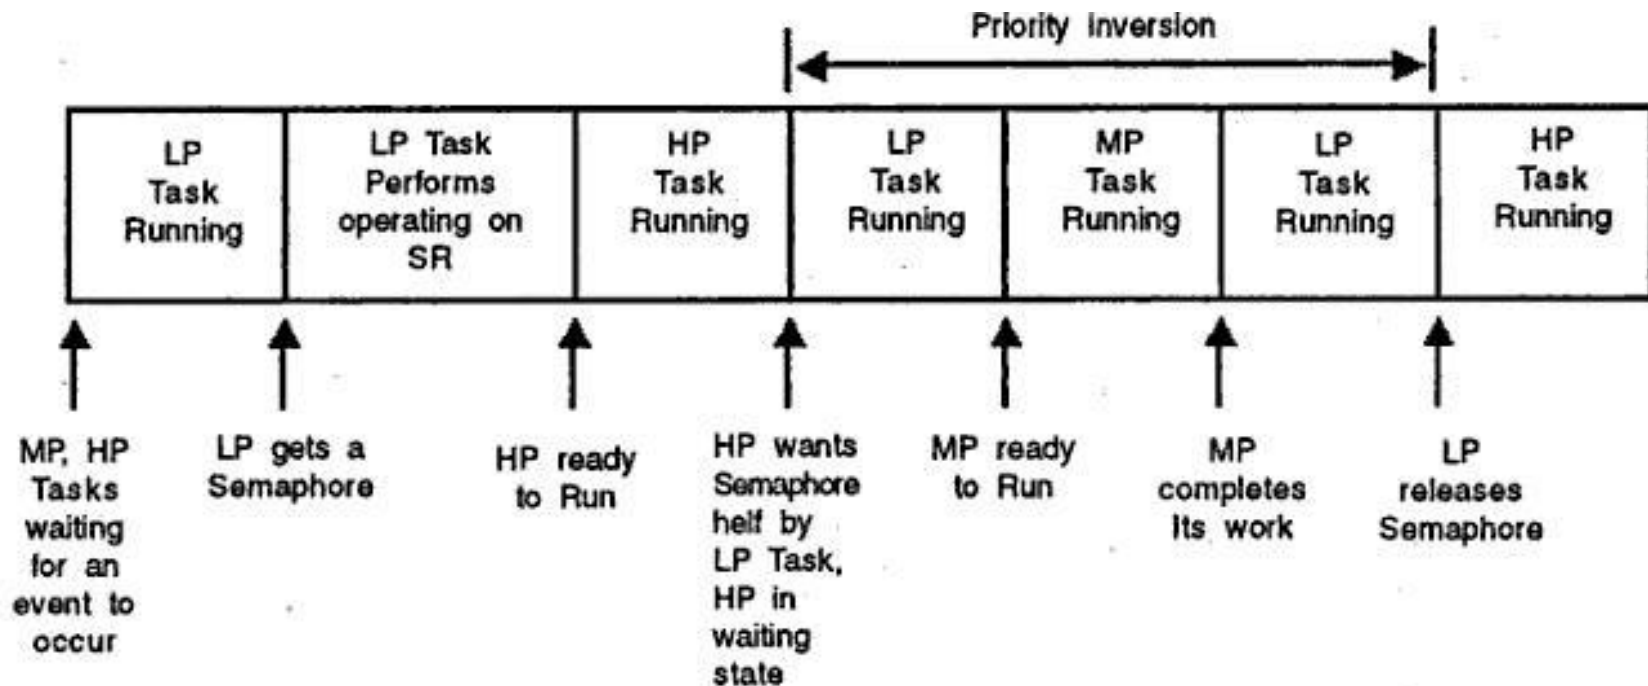 Priority inversion
LP
Task
Running
LP Task
Performs
operating on
SR
HP
Task
Running
LP
Task
Running
MP
Task
Running
LP
Task
Running
HP
Task
Running
MP, HP
Tasks
waiting
for an
event to
occur
LP gets a
Semaphore
HP ready
to Run
HP wants
Semaphore
helf by
LP Task,
HP in
waiting
state
MP ready
to Run
MP
completes
Its work
LP
releases
Semaphore